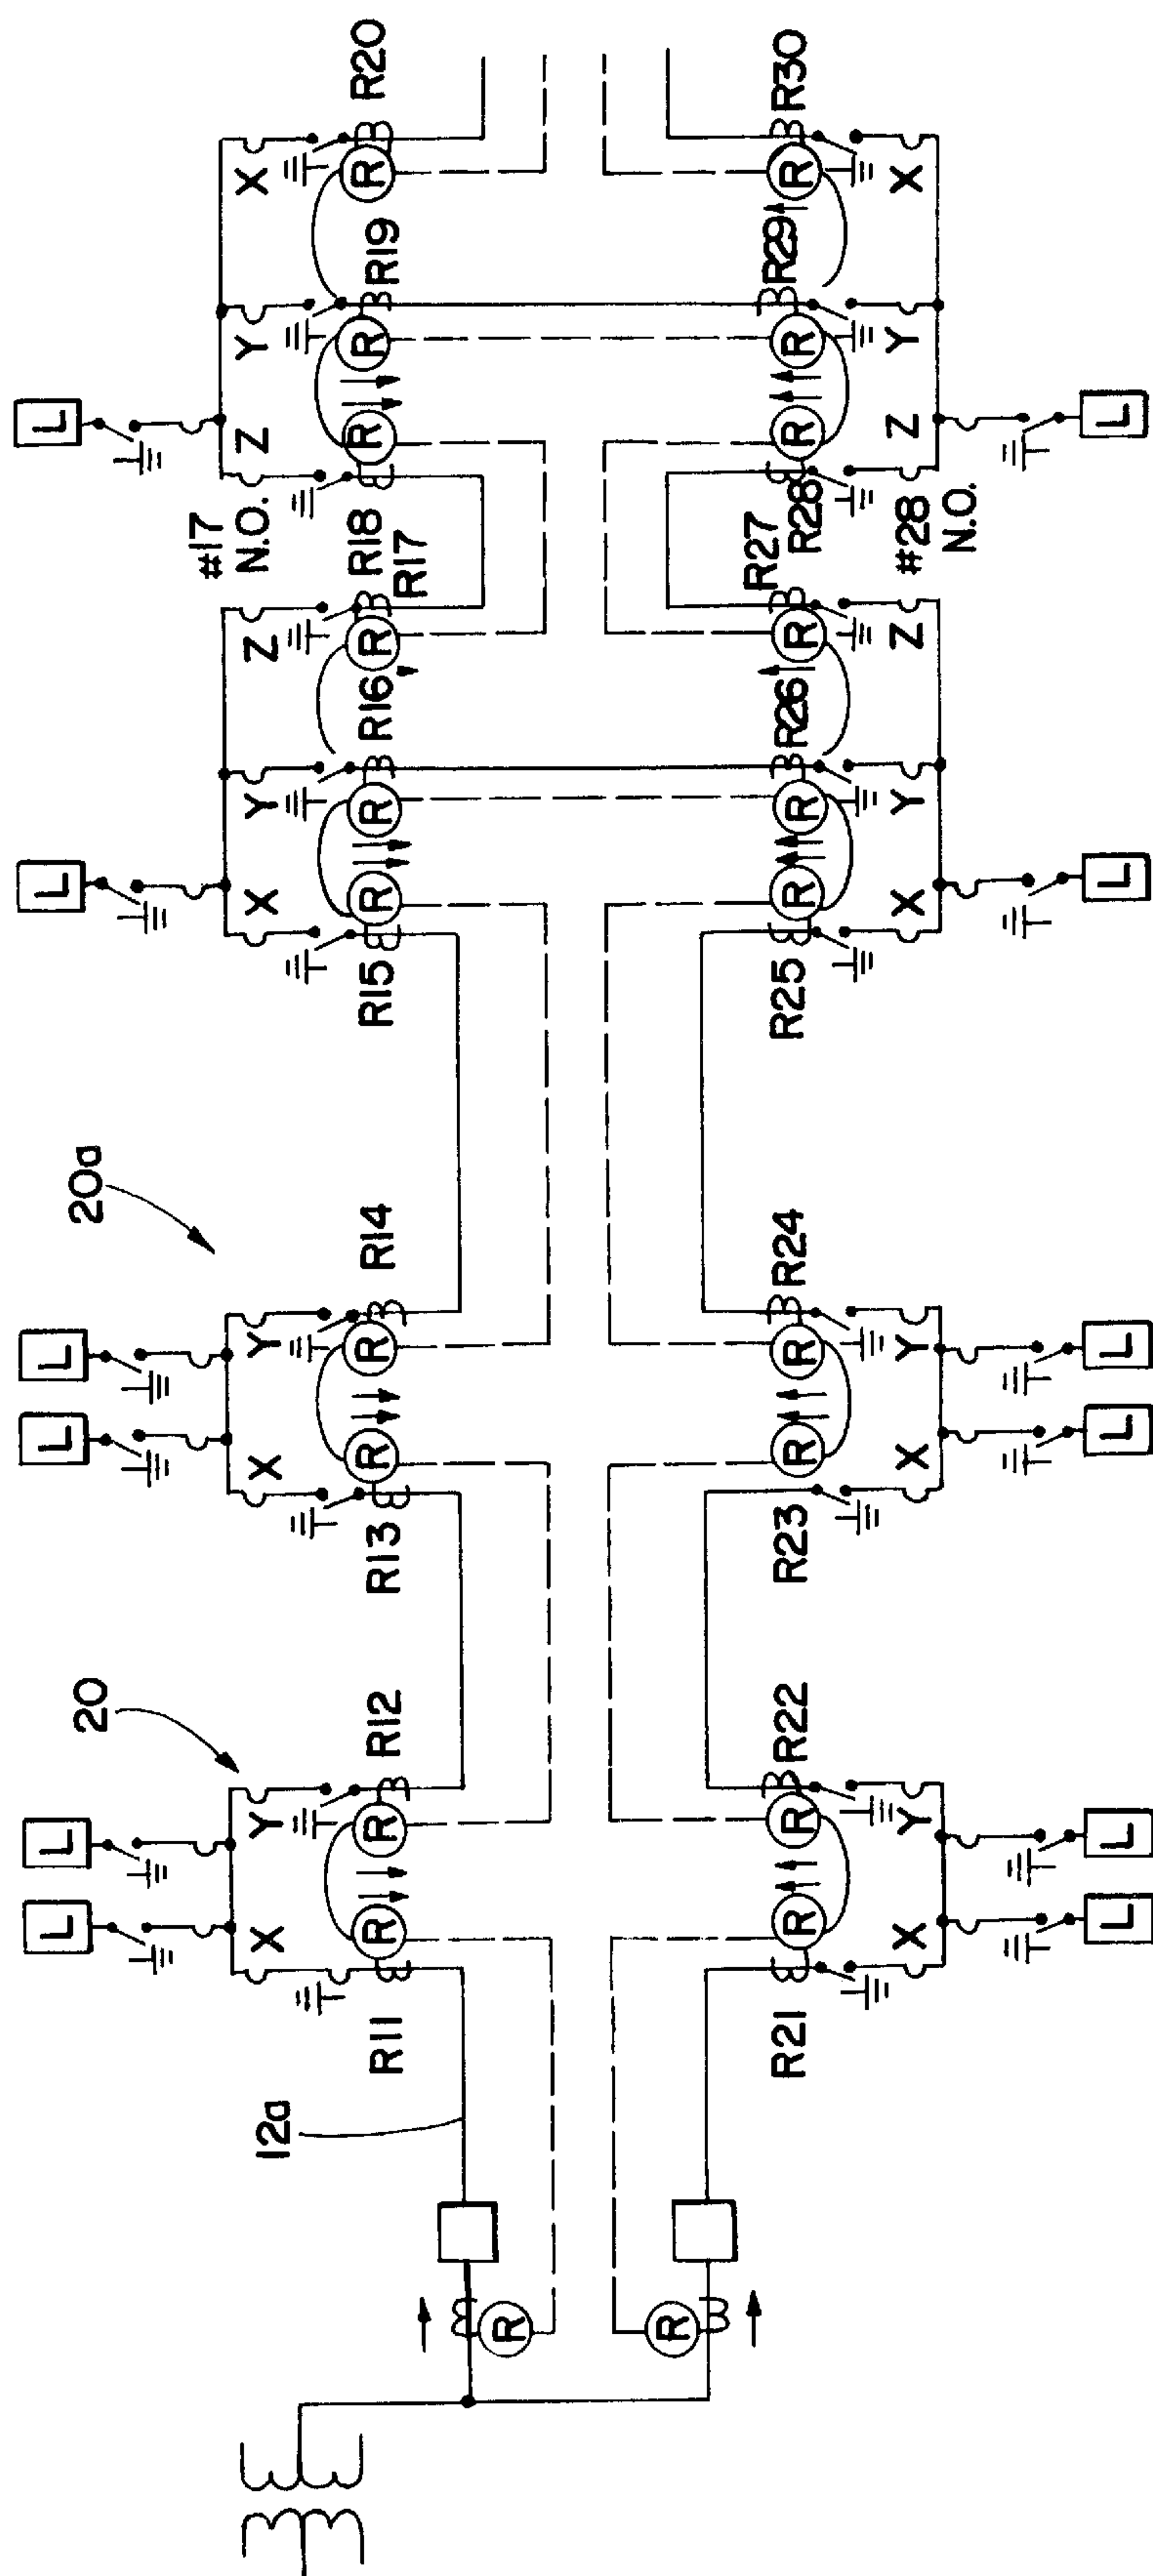 L L L L L L
20 20a
#17
N.O.
X Y X Y X Y Z Z Y X
12a
R11 R R R12 R13 R R R14 R15 R R R16 R R18 R R R19 R R20
R17
R
R
R27
R21 R R R22 R23 R R R24 R25 R R R26 R R28 R R R29 R R30
X Y X Y X Y Z Z Y X
#28
N.O.
L L L L L L